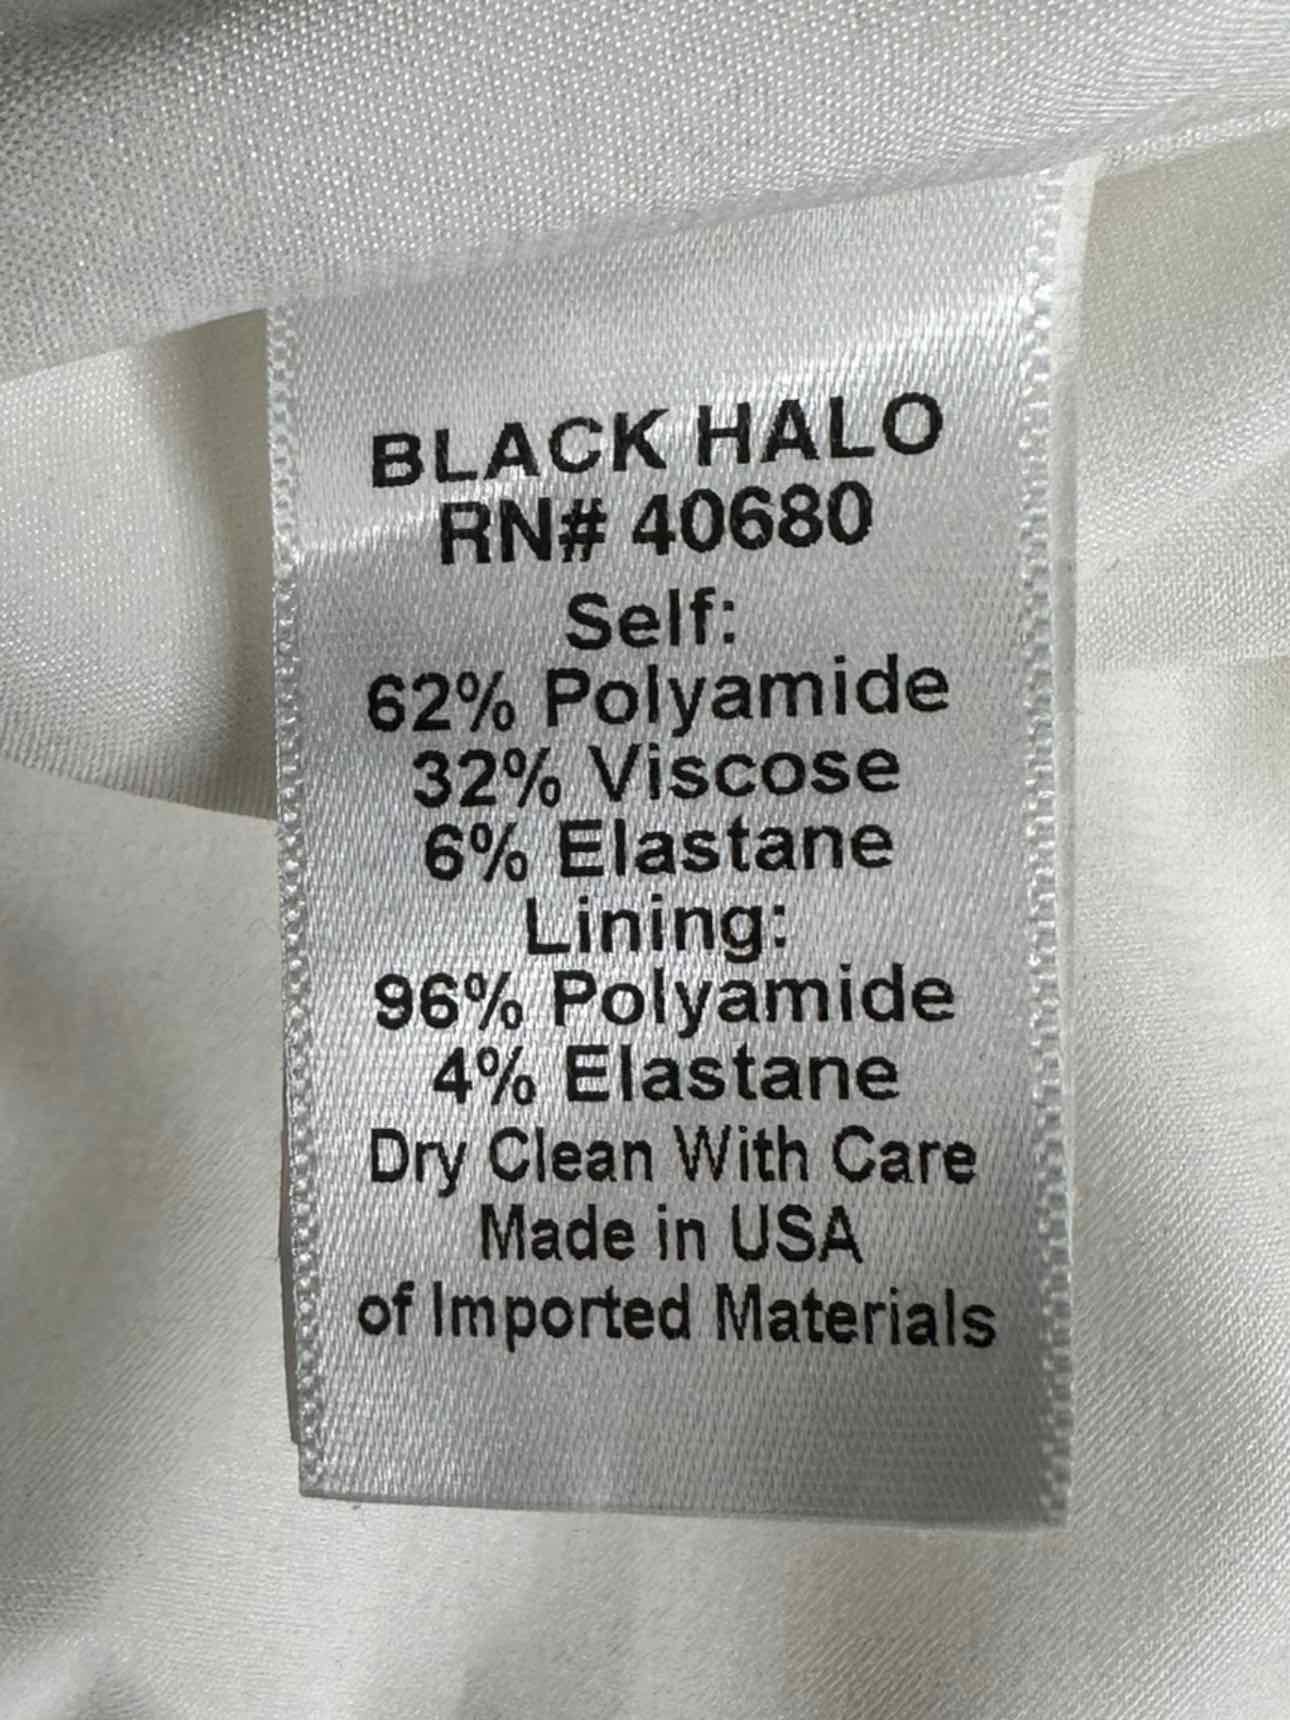 BLACK HALO
RN# 40680
Self:
62% Polyamide
32% Viscose
6% Elastane
Lining:
96% Polyamide
4% Elastane
Dry Clean With Care
Made in USA
of Imported Materials